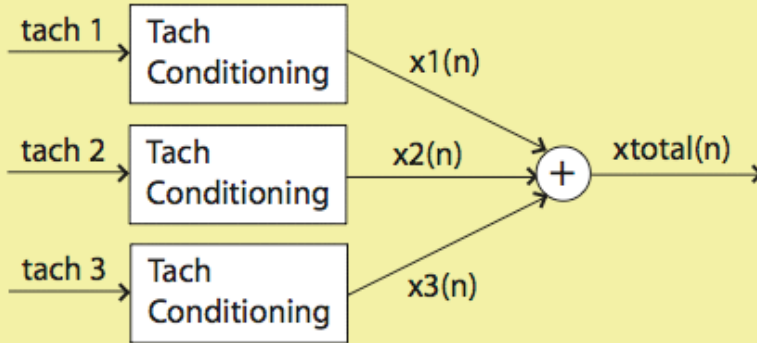 tach 1
Tach
Conditioning
x1(n)
tach 2
Tach
Conditioning
x2(n)
+
xtotal(n)
tach 3
Tach
Conditioning
x3(n)